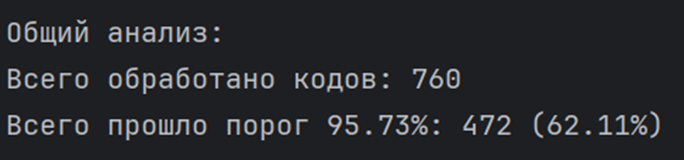 Общий анализ:
Всего обработано кодов: 760
Всего прошло порог 95.73%: 472 (62.11%)